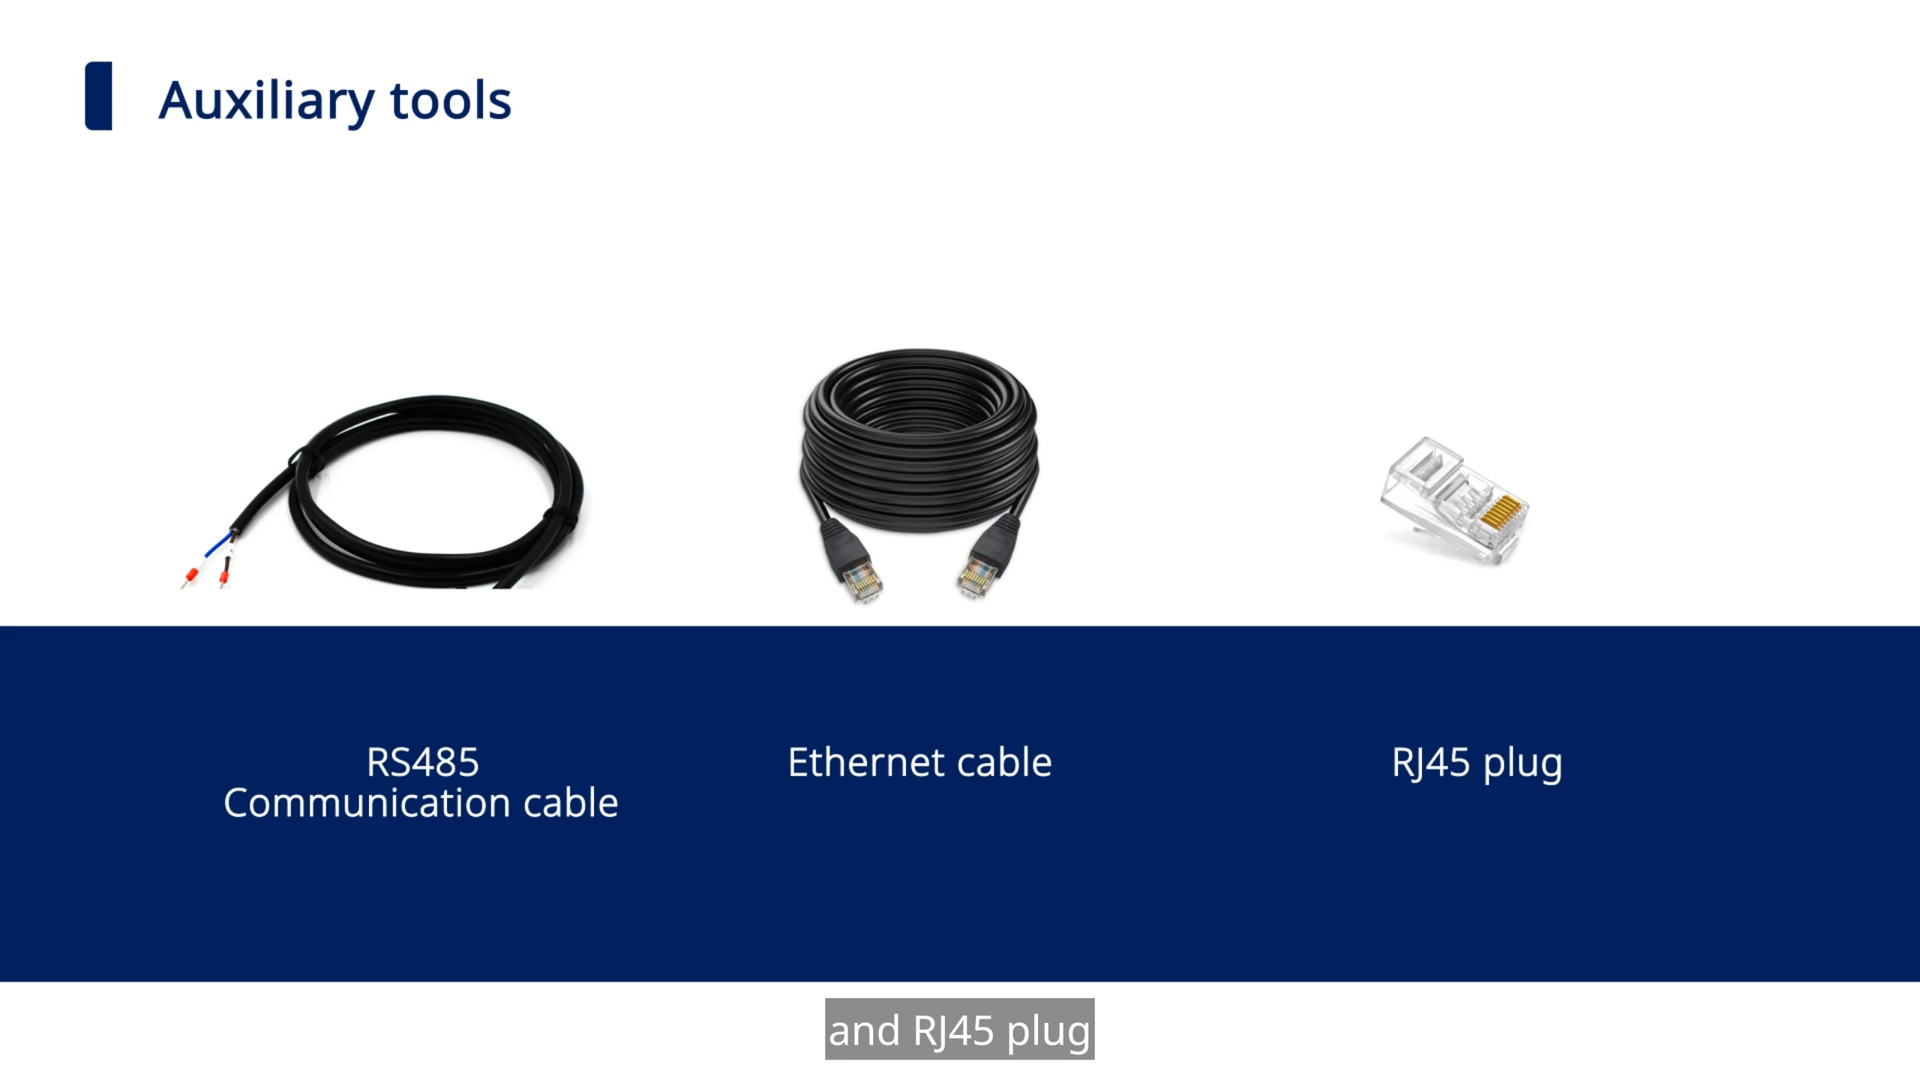 Auxiliary tools
RS485
Communication cable
Ethernet cable
RJ45 plug
and RJ45 plug